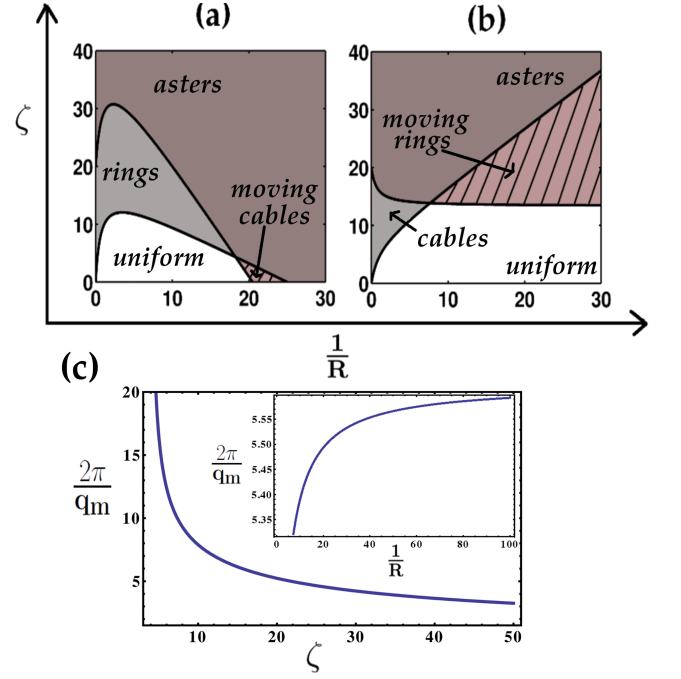 (a)
(b)
ζ
40
30
20
10
0
asters
rings
moving
cables
uniform
0
10
20
30
40
30
20
10
0
asters
moving
rings
cables
uniform
0
10
20
30
1
R
(c)
2π
qm
20
15
10
5
10
20
30
40
50
ζ
2π
qm
5.55
5.50
5.45
5.40
5.35
0
20
40
60
80
100
1
R